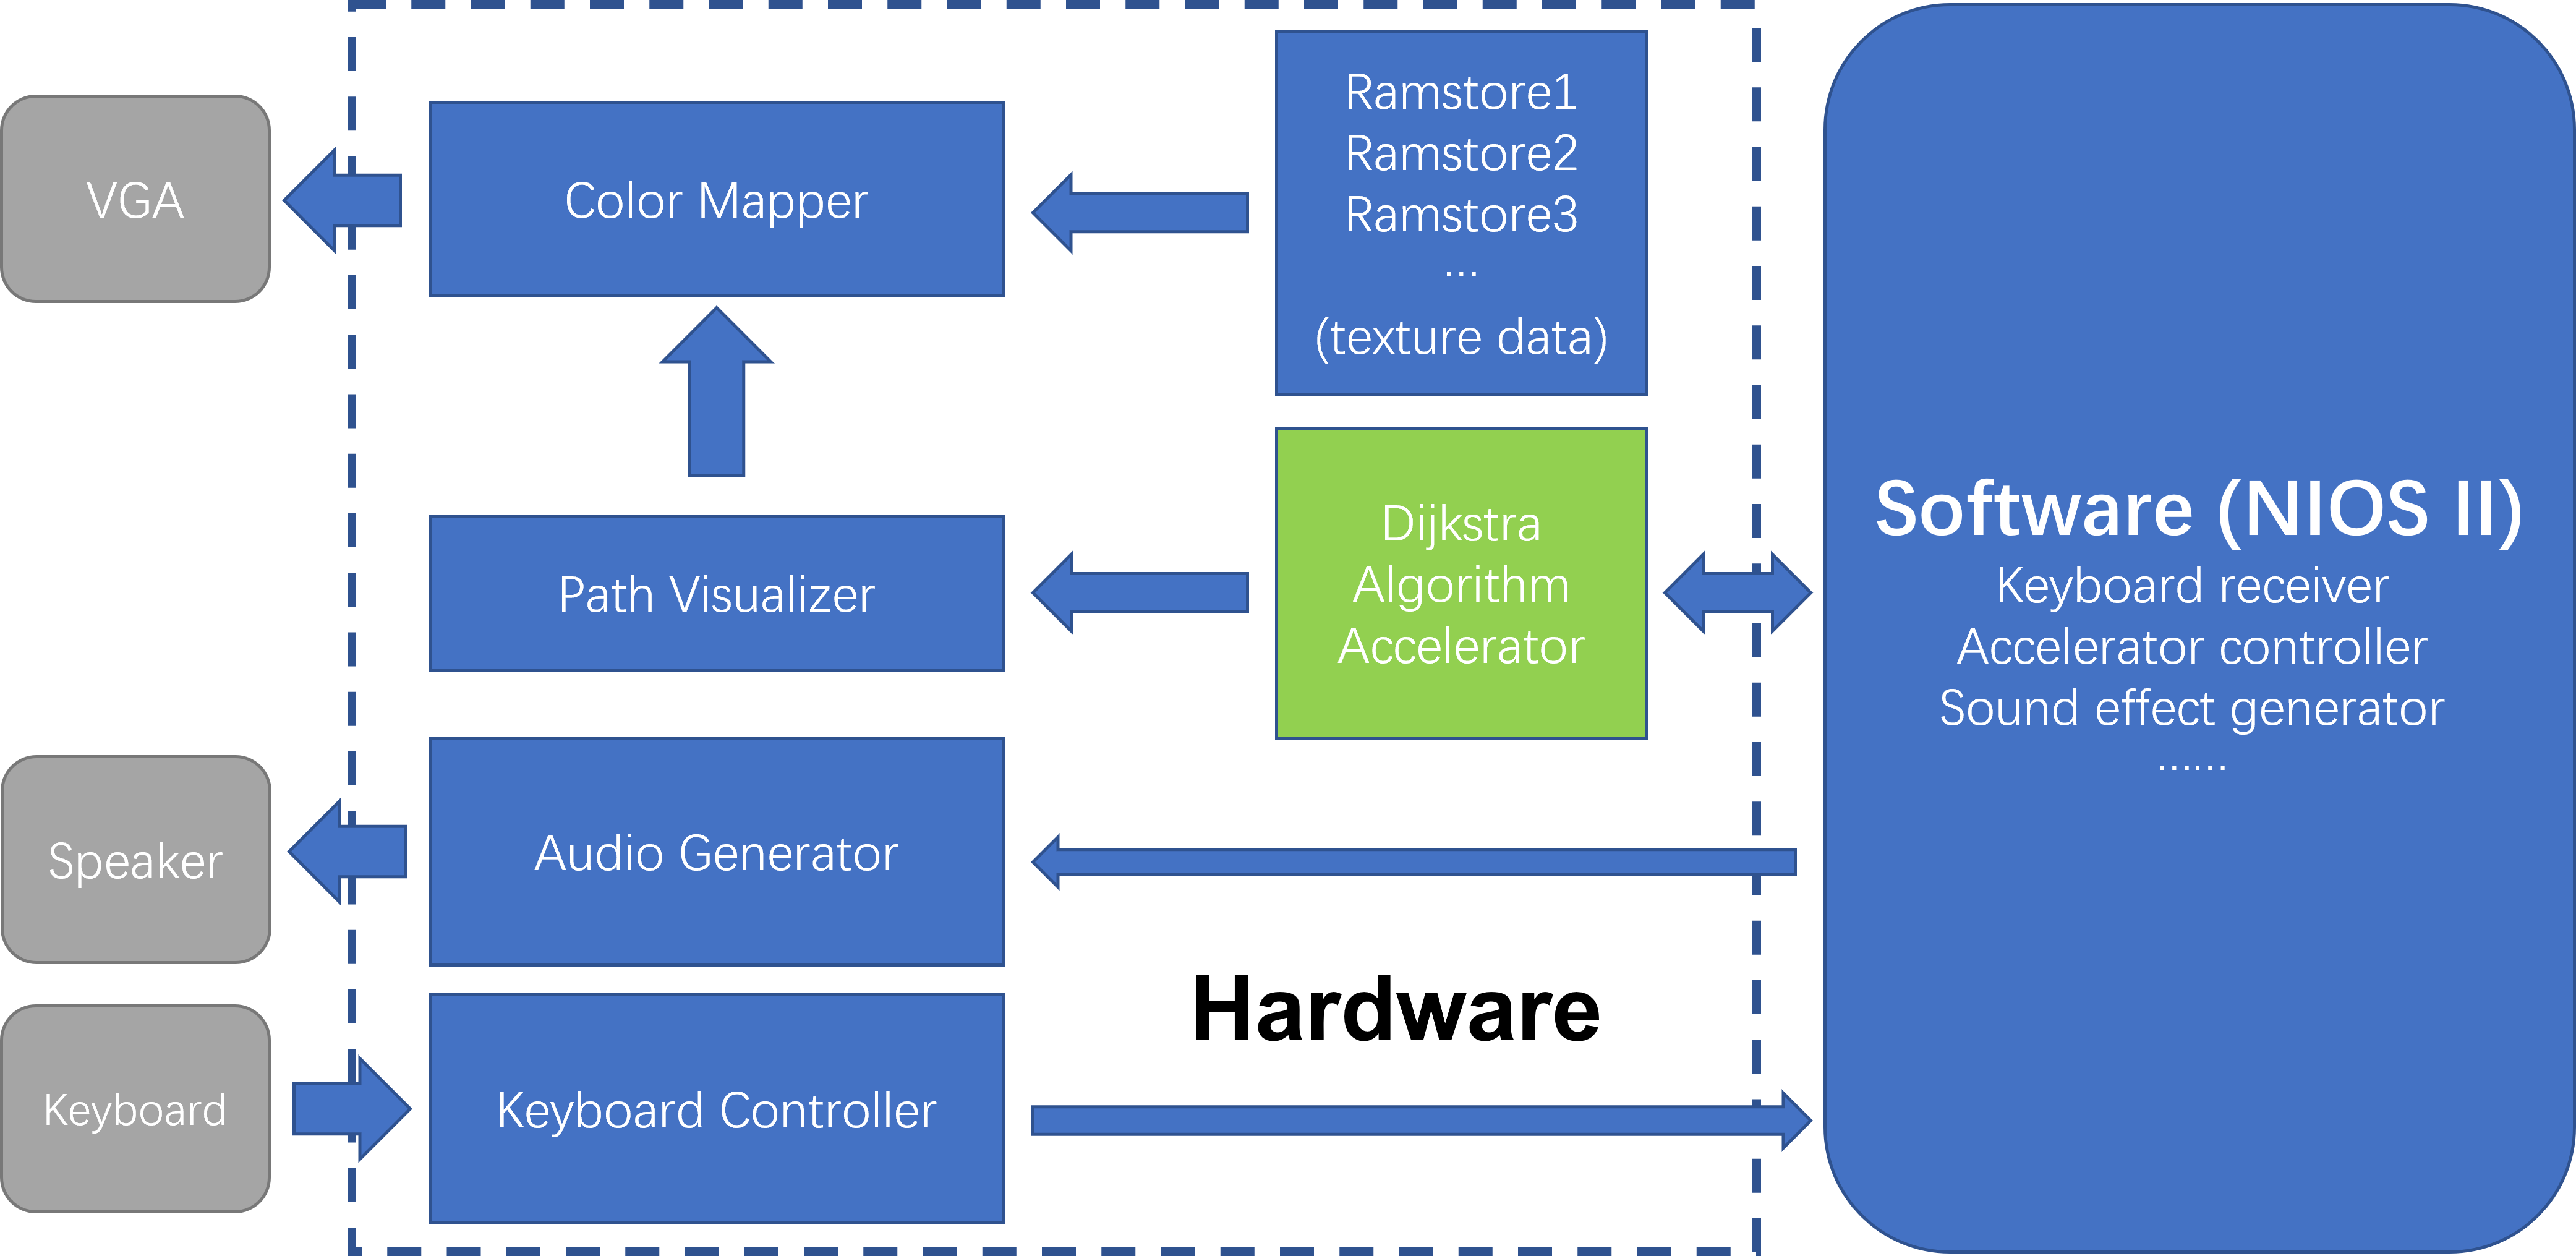 VGA
Color Mapper
Ramstore1
Ramstore2
Ramstore3
...
(texture data)
Path Visualizer
Dijkstra
Algorithm
Accelerator
Software (NIOS II)
Keyboard receiver
Accelerator controller
Sound effect generator
......
Speaker
Audio Generator
Hardware
Keyboard
Keyboard Controller